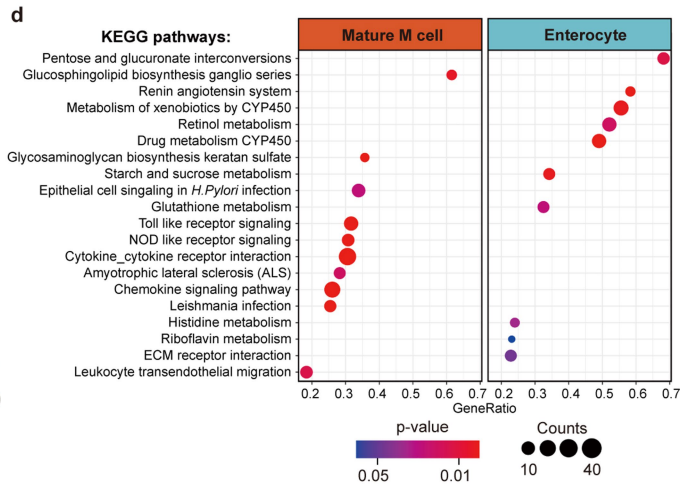 d
KEGG pathways:
Mature M cell
Enterocyte
Pentose and glucuronate interconversions
Glucosphingolipid biosynthesis ganglio series
Renin angiotensin system
Metabolism of xenobiotics by CYP450
Retinol metabolism
Drug metabolism CYP450
Glycosaminoglycan biosynthesis keratan sulfate
Starch and sucrose metabolism
Epithelial cell singaling in H.Pylori infection
Glutathione metabolism
Toll like receptor signaling
NOD like receptor signaling
Cytokine_cytokine receptor interaction
Amyotrophic lateral sclerosis (ALS)
Chemokine signaling pathway
Leishmania infection
Histidine metabolism
Riboflavin metabolism
ECM receptor interaction
Leukocyte transendothelial migration
0.2 0.3 0.4 0.5 0.6 0.7 0.2 0.3 0.4 0.5 0.6 0.7
GeneRatio
p-value
0.05 0.01
Counts
10 40